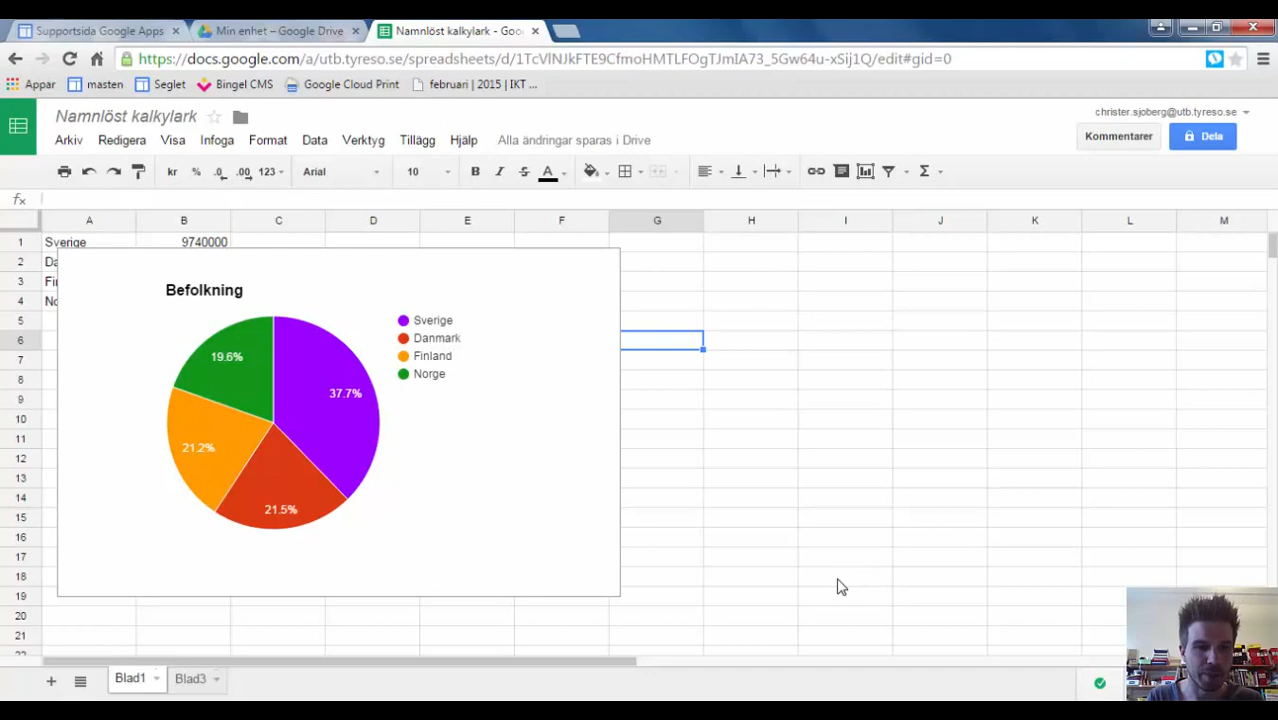 Supportsida Google Apps
Min enhet – Google Drive
Namnlöst kalkylark - Goo
https://docs.google.com/a/utb.tyreso.se/spreadsheets/d/1TcVlNJkFTE9CfmoHMTLFOgTJmIA73_5Gw64u-xSij1Q/edit#gid=0
Appar
masten
Seglet
Bingel CMS
Google Cloud Print
februari | 2015 | IKT ...
Namnlöst kalkylark
christer.sjoberg@utb.tyreso.se
Arkiv Redigera Visa Infoga Format Data Verktyg Tillägg Hjälp Alla ändringar sparas i Drive
Kommentarer
Dela
kr % .0 .00 123 Arial 10 B I S A Σ
fx
A B C D E F G H I J K L M
1 Sverige 9740000
2 Da
3 Fin
4 No
5
6
7
8
9
10
11
12
13
14
15
16
17
18
19
20
21
22
Befolkning
Sverige
Danmark
Finland
Norge
19.6%
37.7%
21.2%
21.5%
Blad1
Blad3